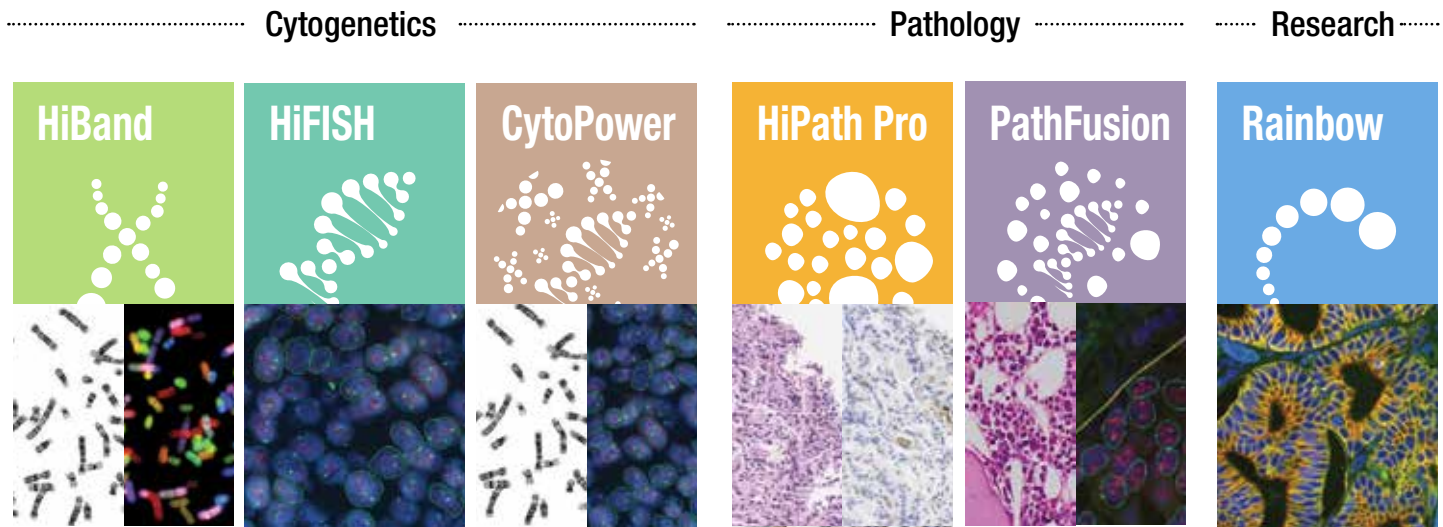 Cytogenetics
Pathology
Research
HiBand
HiFISH
CytoPower
HiPath Pro
PathFusion
Rainbow